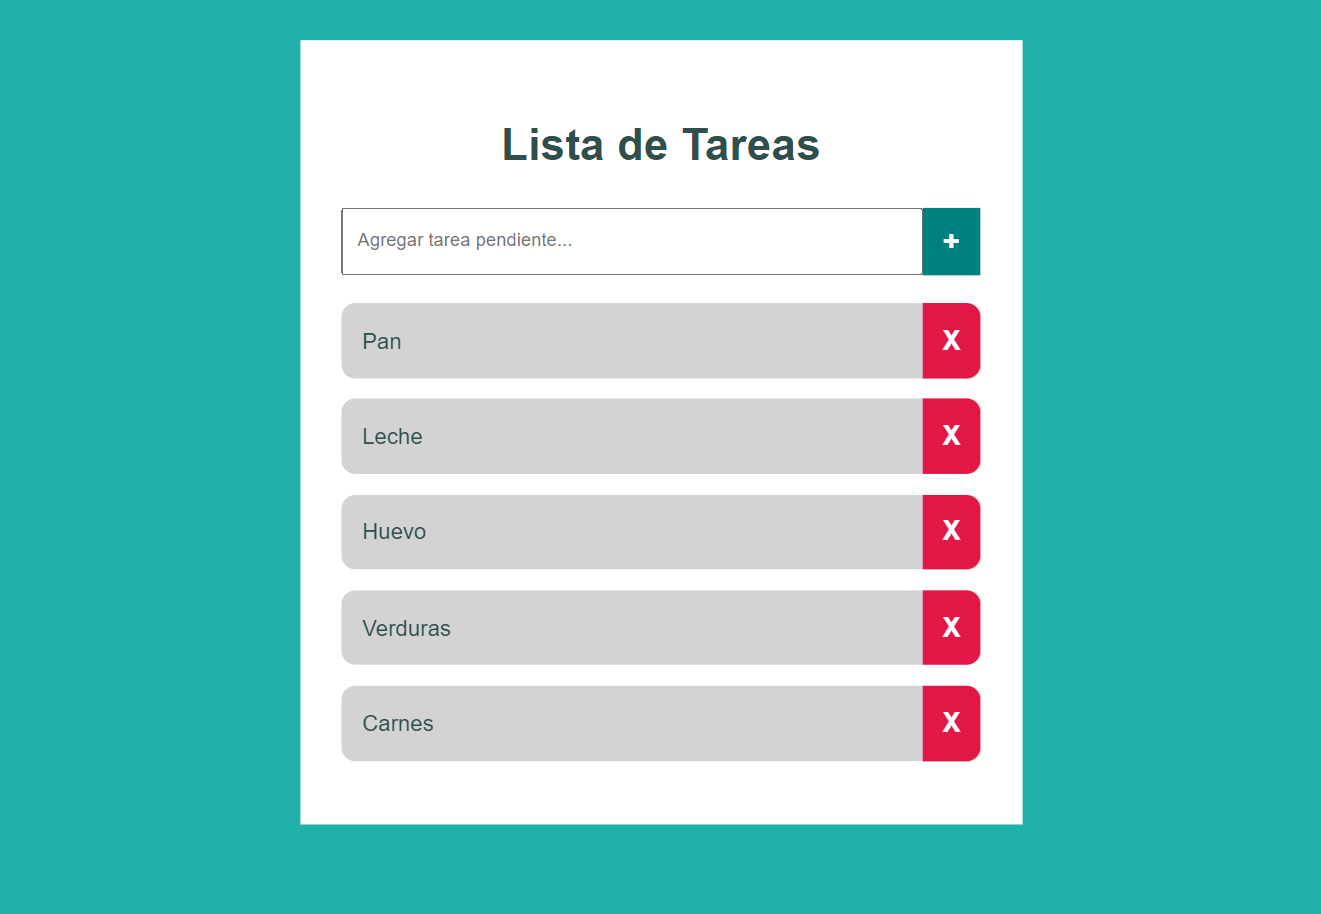 Lista de Tareas
Agregar tarea pendiente...
+
Pan
X
Leche
X
Huevo
X
Verduras
X
Carnes
X